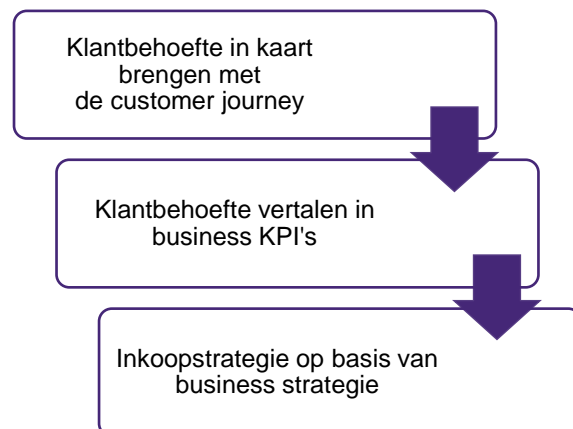 Klantbehoefte in kaart
brengen met
de customer journey
Klantbehoefte vertalen in
business KPI's
Inkoopstrategie op basis van
business strategie